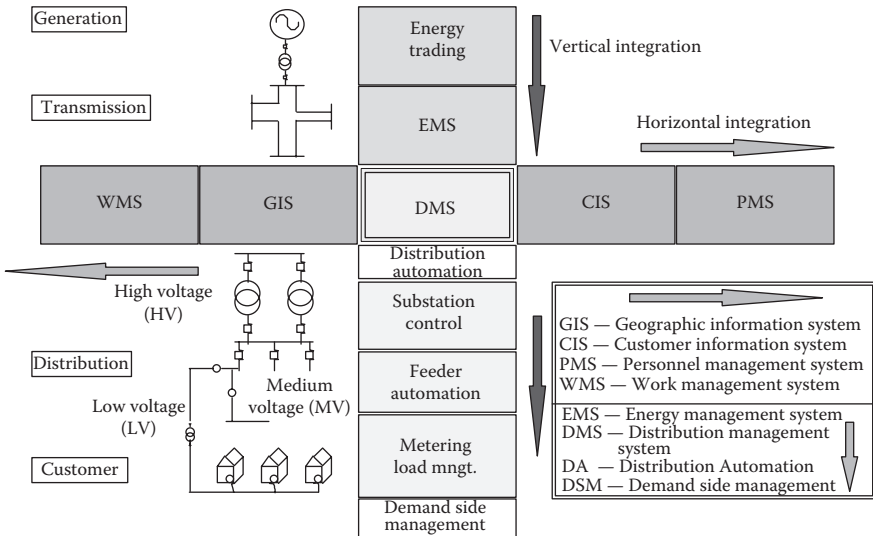 Generation
Energy
trading
Vertical integration
Transmission
EMS
Horizontal integration
WMS
GIS
DMS
CIS
PMS
Distribution
automation
High voltage
(HV)
Substation
control
Distribution
Feeder
automation
Medium
voltage (MV)
Low voltage
(LV)
Metering
load mngt.
Customer
Demand side
management
GIS — Geographic information system
CIS — Customer information system
PMS — Personnel management system
WMS — Work management system
EMS — Energy management system
DMS — Distribution management
system
DA — Distribution Automation
DSM — Demand side management